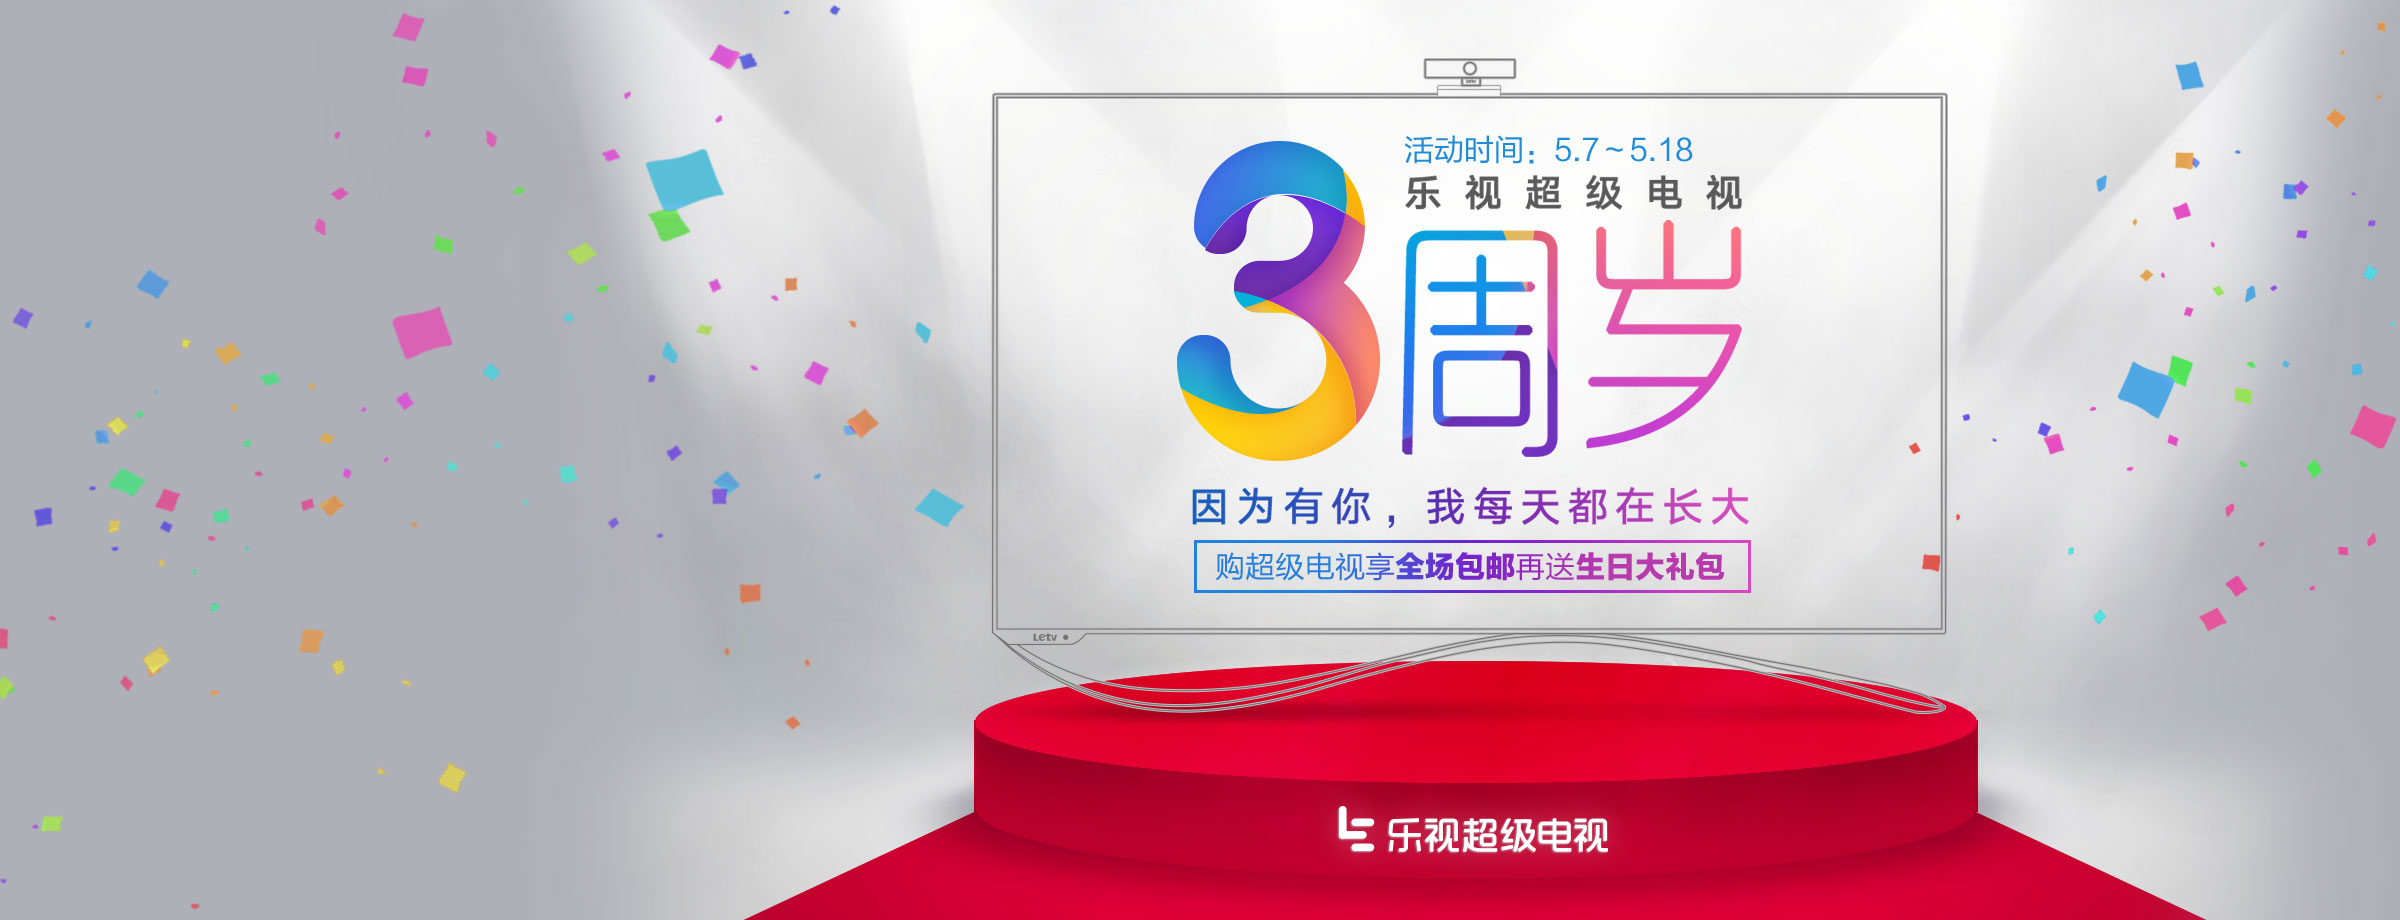 活动时间：5.7～5.18
乐视超级电视
3周岁
因为有你，我每天都在长大
购超级电视享全场包邮再送生日大礼包
Letv
乐视超级电视